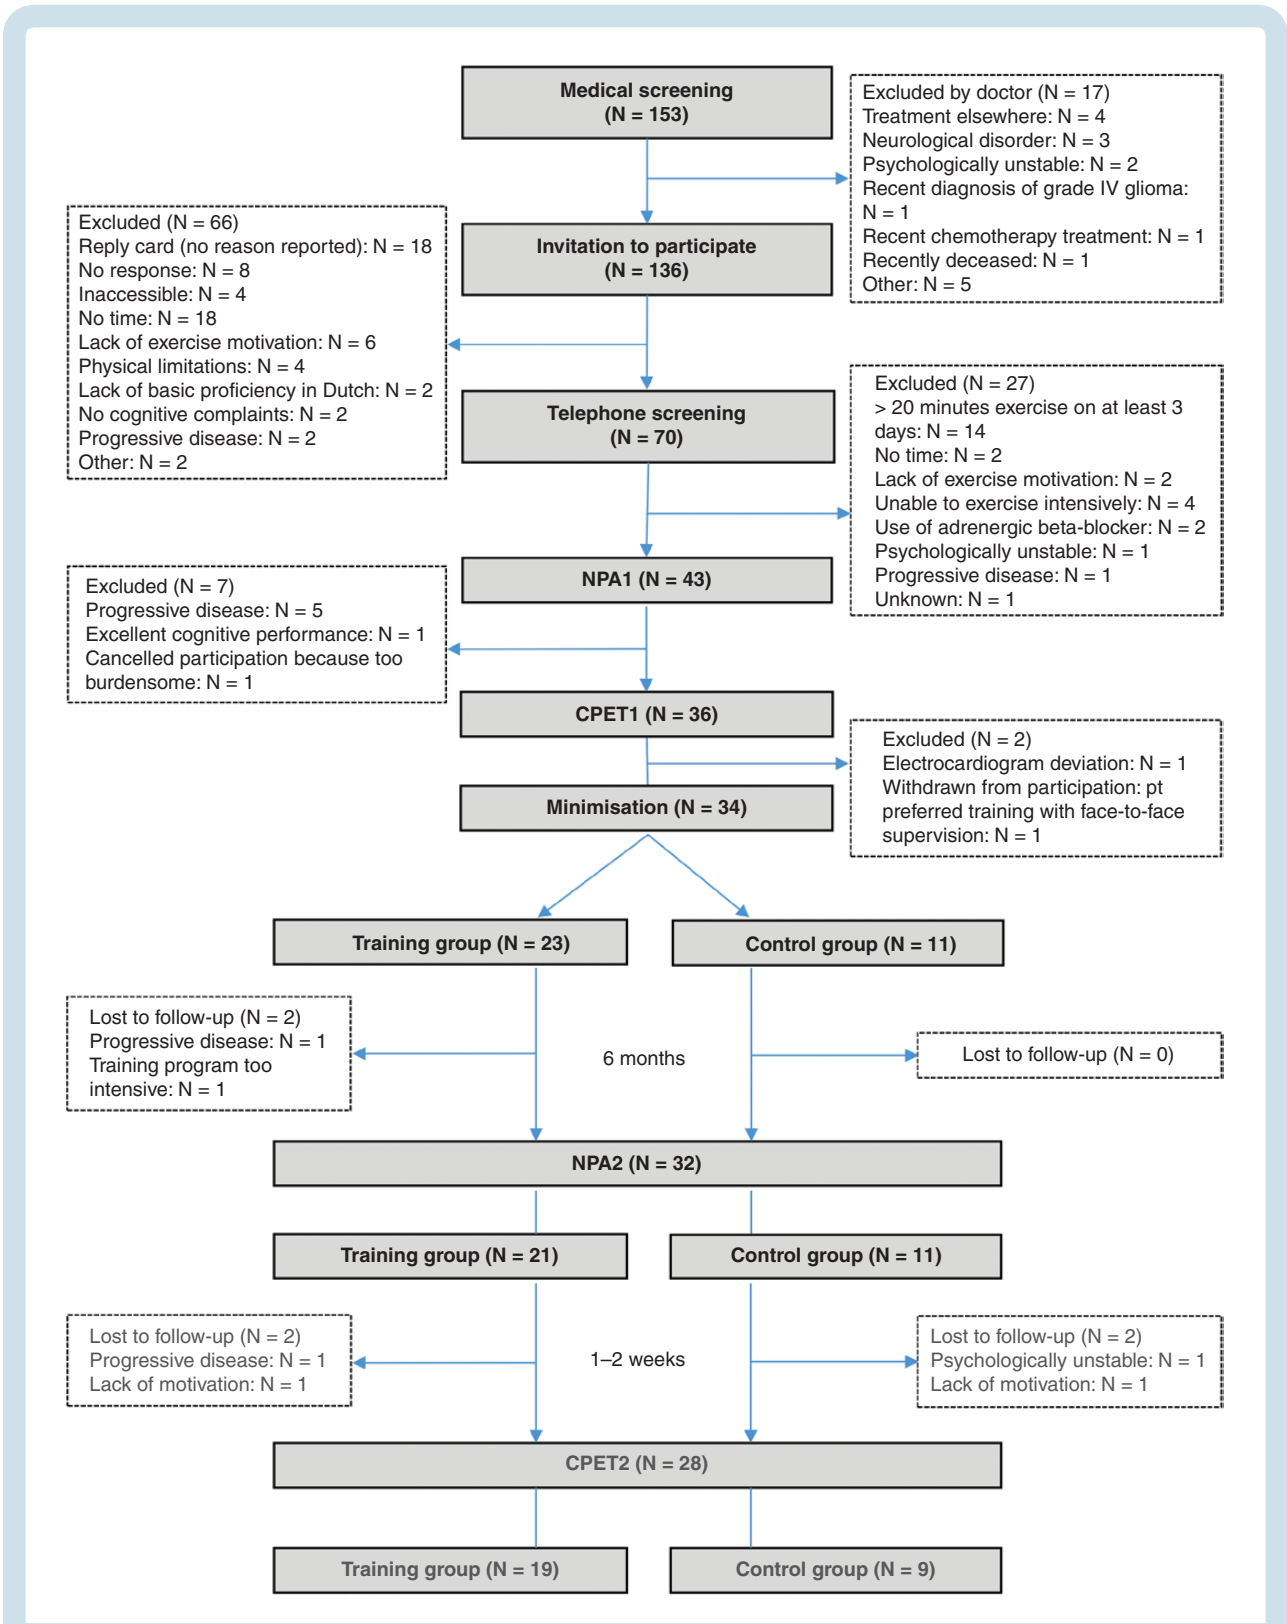 Medical screening
(N = 153)
Excluded by doctor (N = 17)
Treatment elsewhere: N = 4
Neurological disorder: N = 3
Psychologically unstable: N = 2
Recent diagnosis of grade IV glioma:
N = 1
Recent chemotherapy treatment: N = 1
Recently deceased: N = 1
Other: N = 5
Invitation to participate
(N = 136)
Excluded (N = 66)
Reply card (no reason reported): N = 18
No response: N = 8
Inaccessible: N = 4
No time: N = 18
Lack of exercise motivation: N = 6
Physical limitations: N = 4
Lack of basic proficiency in Dutch: N = 2
No cognitive complaints: N = 2
Progressive disease: N = 2
Other: N = 2
Telephone screening
(N = 70)
Excluded (N = 27)
> 20 minutes exercise on at least 3
days: N = 14
No time: N = 2
Lack of exercise motivation: N = 2
Unable to exercise intensively: N = 4
Use of adrenergic beta-blocker: N = 2
Psychologically unstable: N = 1
Progressive disease: N = 1
Unknown: N = 1
NPA1 (N = 43)
Excluded (N = 7)
Progressive disease: N = 5
Excellent cognitive performance: N = 1
Cancelled participation because too
burdensome: N = 1
CPET1 (N = 36)
Excluded (N = 2)
Electrocardiogram deviation: N = 1
Withdrawn from participation: pt
preferred training with face-to-face
supervision: N = 1
Minimisation (N = 34)
Training group (N = 23)
Control group (N = 11)
Lost to follow-up (N = 2)
Progressive disease: N = 1
Training program too
intensive: N = 1
6 months
Lost to follow-up (N = 0)
NPA2 (N = 32)
Training group (N = 21)
Control group (N = 11)
Lost to follow-up (N = 2)
Progressive disease: N = 1
Lack of motivation: N = 1
1–2 weeks
Lost to follow-up (N = 2)
Psychologically unstable: N = 1
Lack of motivation: N = 1
CPET2 (N = 28)
Training group (N = 19)
Control group (N = 9)